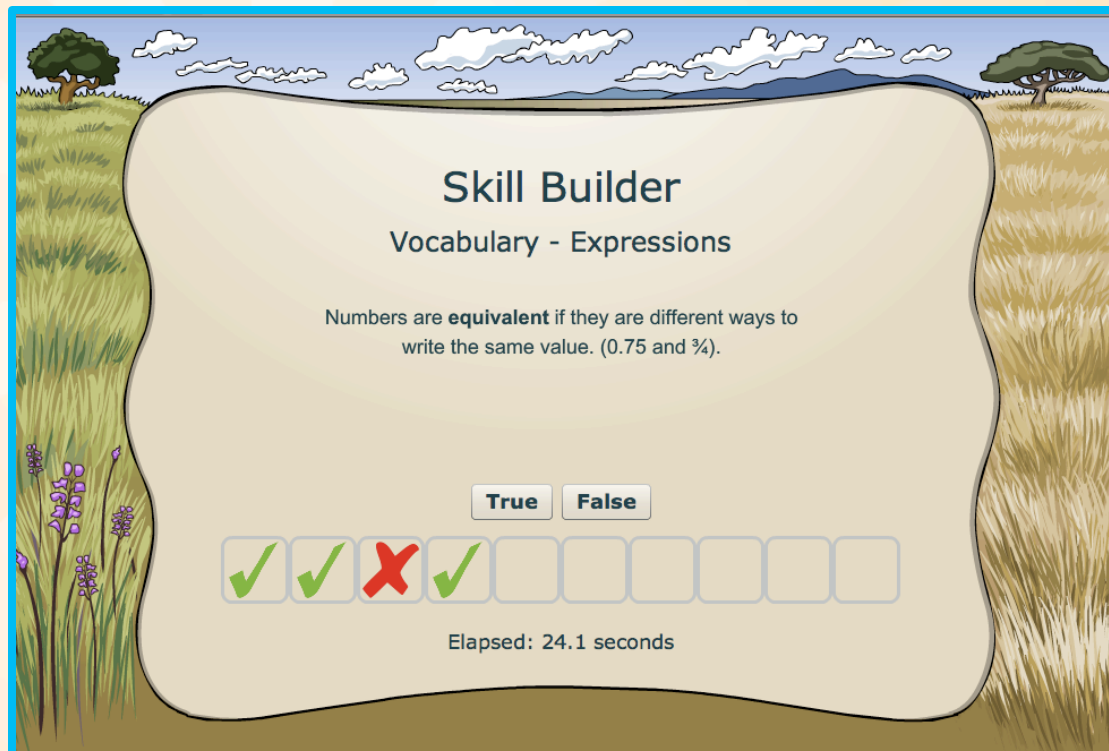 Skill Builder
Vocabulary - Expressions
Numbers are equivalent if they are different ways to
write the same value. (0.75 and ¾).
True False
Elapsed: 24.1 seconds